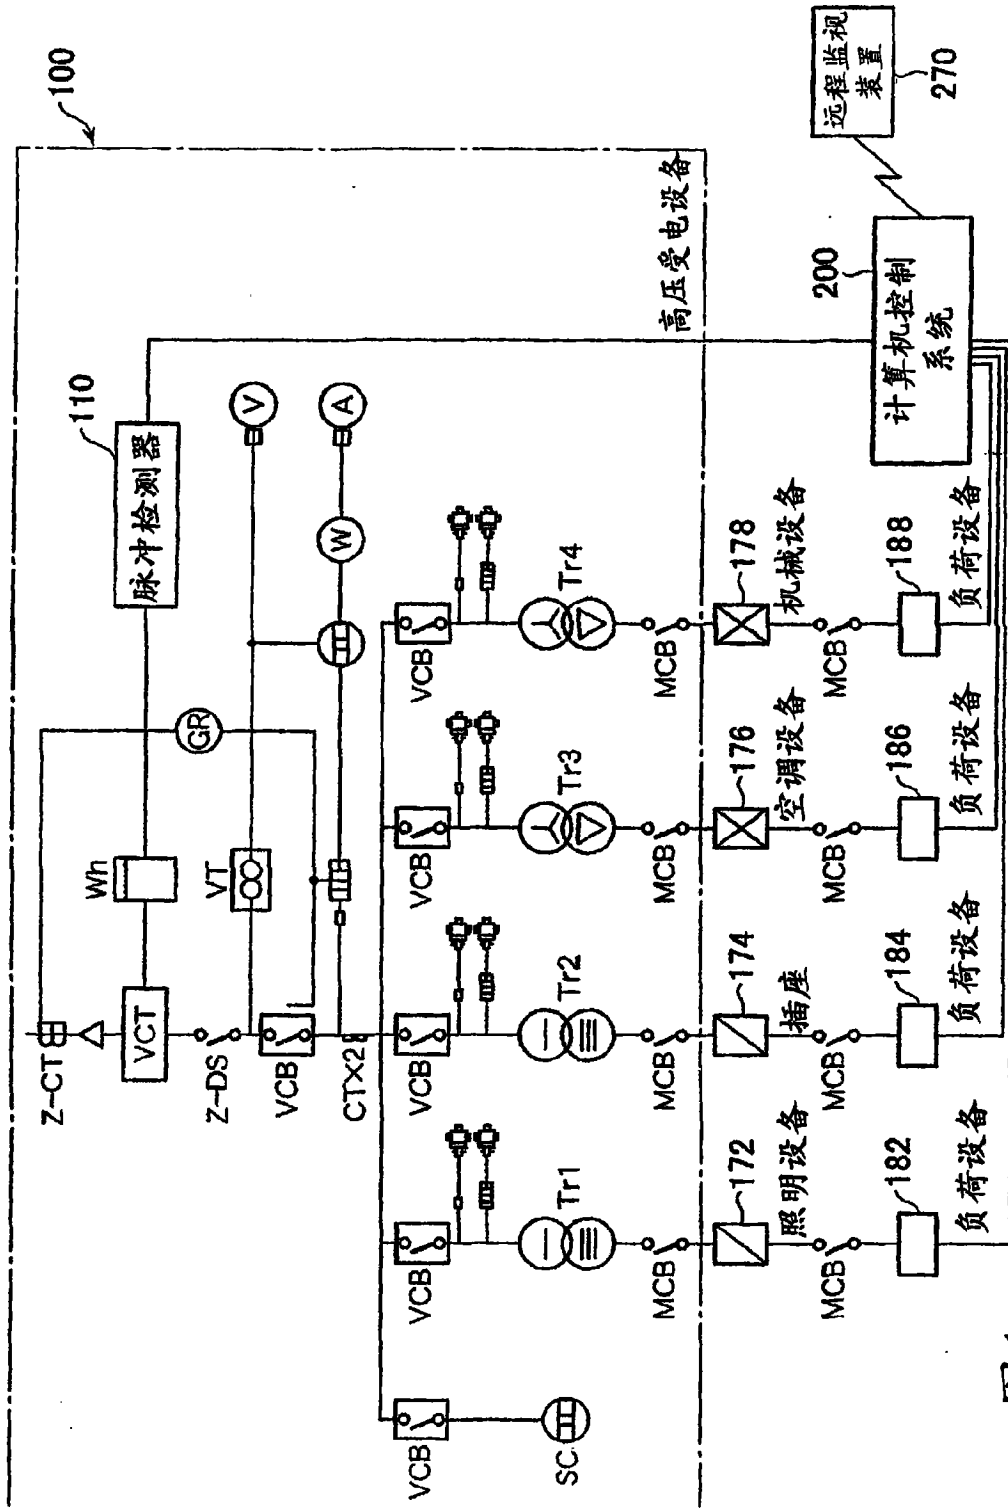 100
Z-CT
VCT
Wh
脉冲检测器
110
GR
Z-DS
VT
V
VCB
CTX2
W
A
VCB
VCB
VCB
VCB
VCB
SC
Tr1
Tr2
Tr3
Tr4
MCB
MCB
MCB
MCB
高压受电设备
172
照明设备
174
插座
176
空调设备
178
机械设备
MCB
MCB
MCB
MCB
182
负荷设备
184
负荷设备
186
负荷设备
188
负荷设备
200
计算机控制
系统
远程监视
装置
270